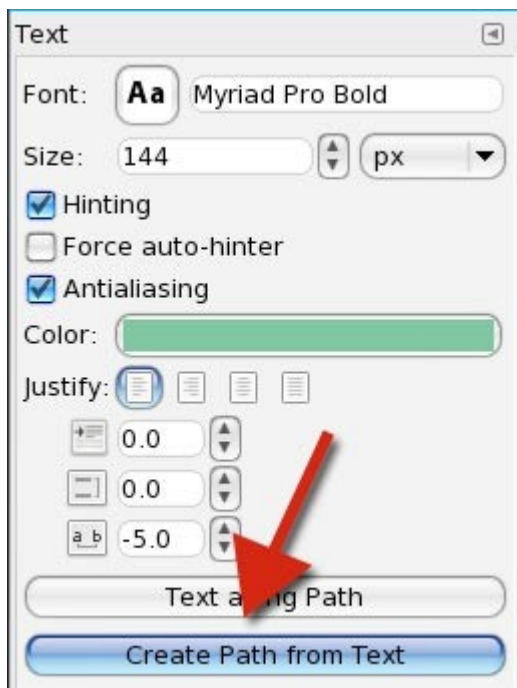 Text
Font: Aa Myriad Pro Bold
Size: 144 px
Hinting
Force auto-hinter
Antialiasing
Color:
Justify:
0.0
0.0
a b -5.0
Text along Path
Create Path from Text